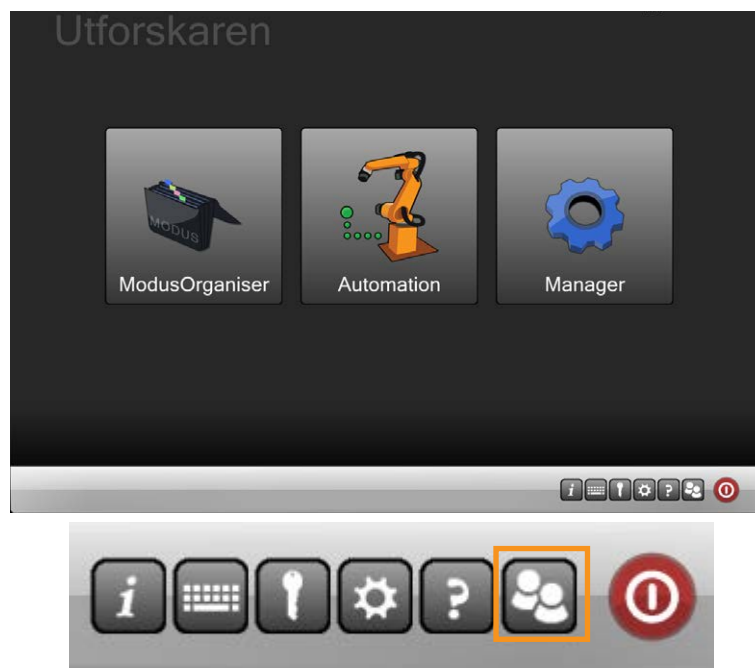 Utforskaren
MODUS
ModusOrganiser
Automation
Manager
i ?
i ?